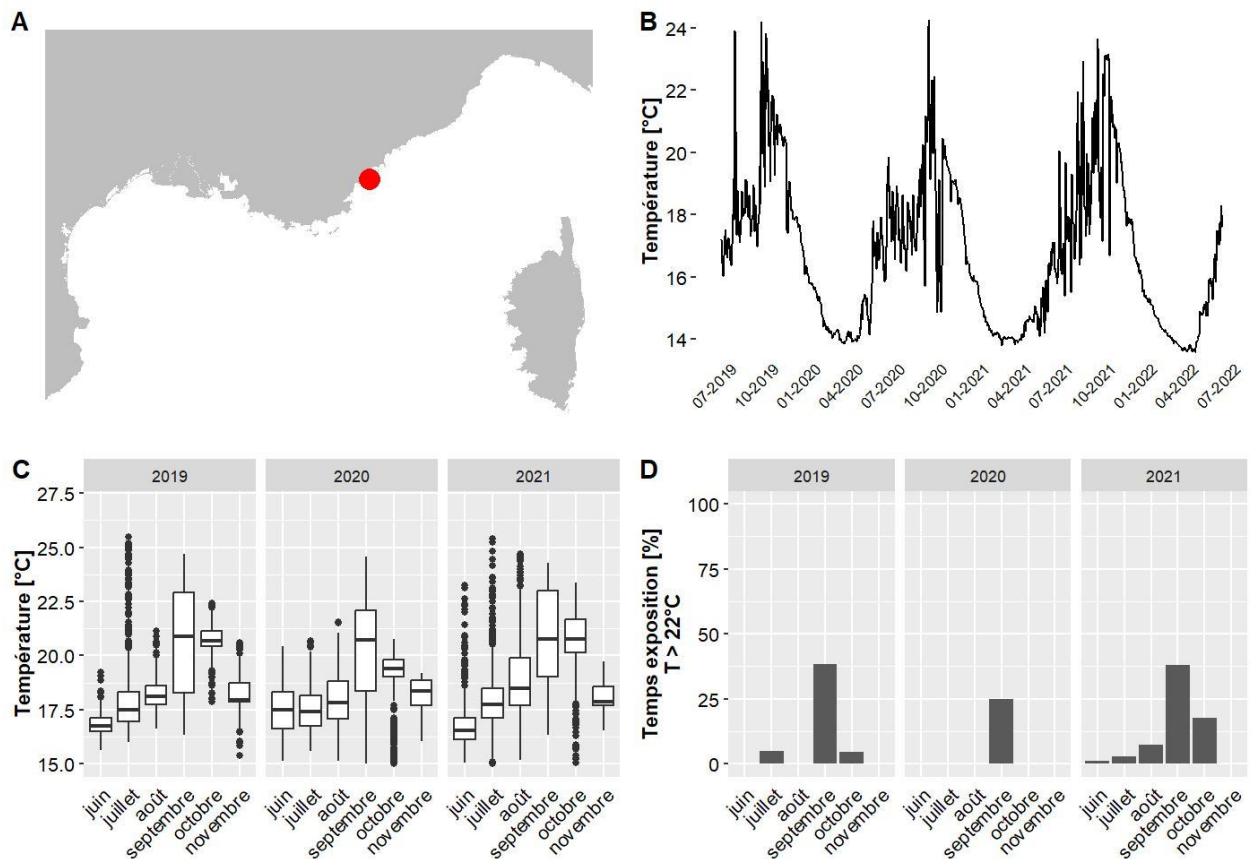 A
B
Température [°C]
24
22
20
18
16
14
07-2019
10-2019
01-2020
04-2020
07-2020
10-2020
01-2021
04-2021
07-2021
10-2021
01-2022
04-2022
07-2022
C
2019
2020
2021
Température [°C]
27.5
25.0
22.5
20.0
17.5
15.0
juin
juillet
août
septembre
octobre
novembre
juin
juillet
août
septembre
octobre
novembre
juin
juillet
août
septembre
octobre
novembre
D
2019
2020
2021
Temps exposition [%]
T > 22°C
100
75
50
25
0
juin
juillet
août
septembre
octobre
novembre
juin
juillet
août
septembre
octobre
novembre
juin
juillet
août
septembre
octobre
novembre